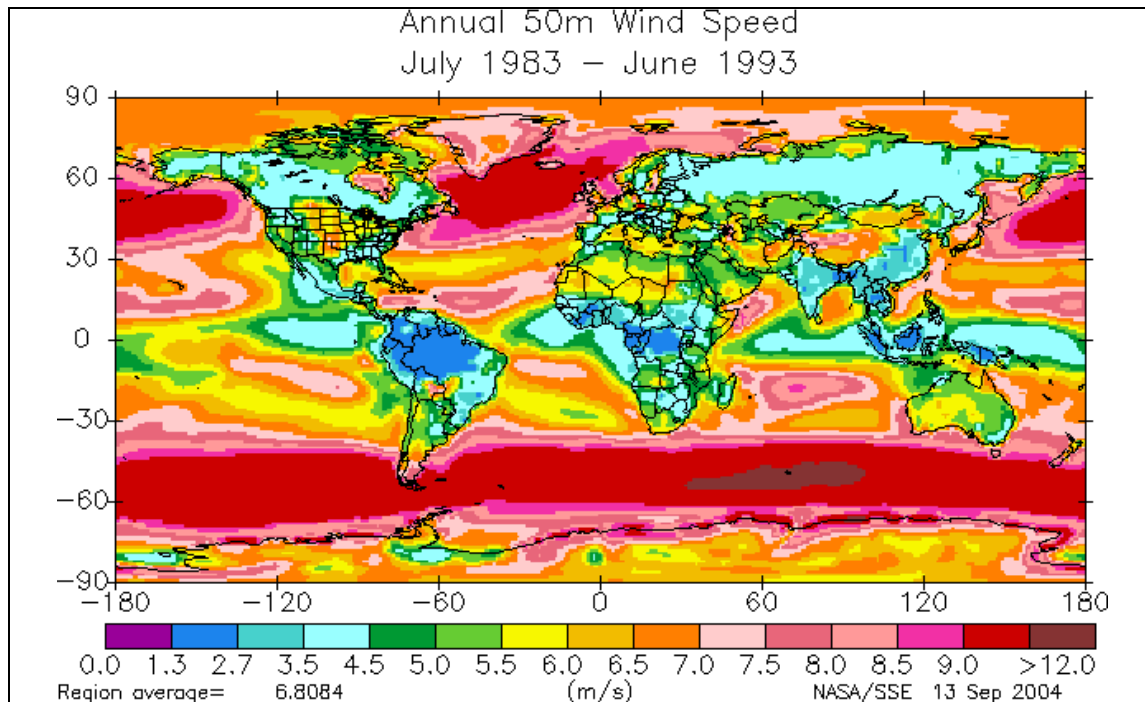 Annual 50m Wind Speed
July 1983 – June 1993
90
60
30
0
−30
−60
−90
−180 −120 −60 0 60 120 180
0.0 1.3 2.7 3.5 4.5 5.0 5.5 6.0 6.5 7.0 7.5 8.0 8.5 9.0 >12.0
Region average= 6.8084 (m/s) NASA/SSE 13 Sep 2004